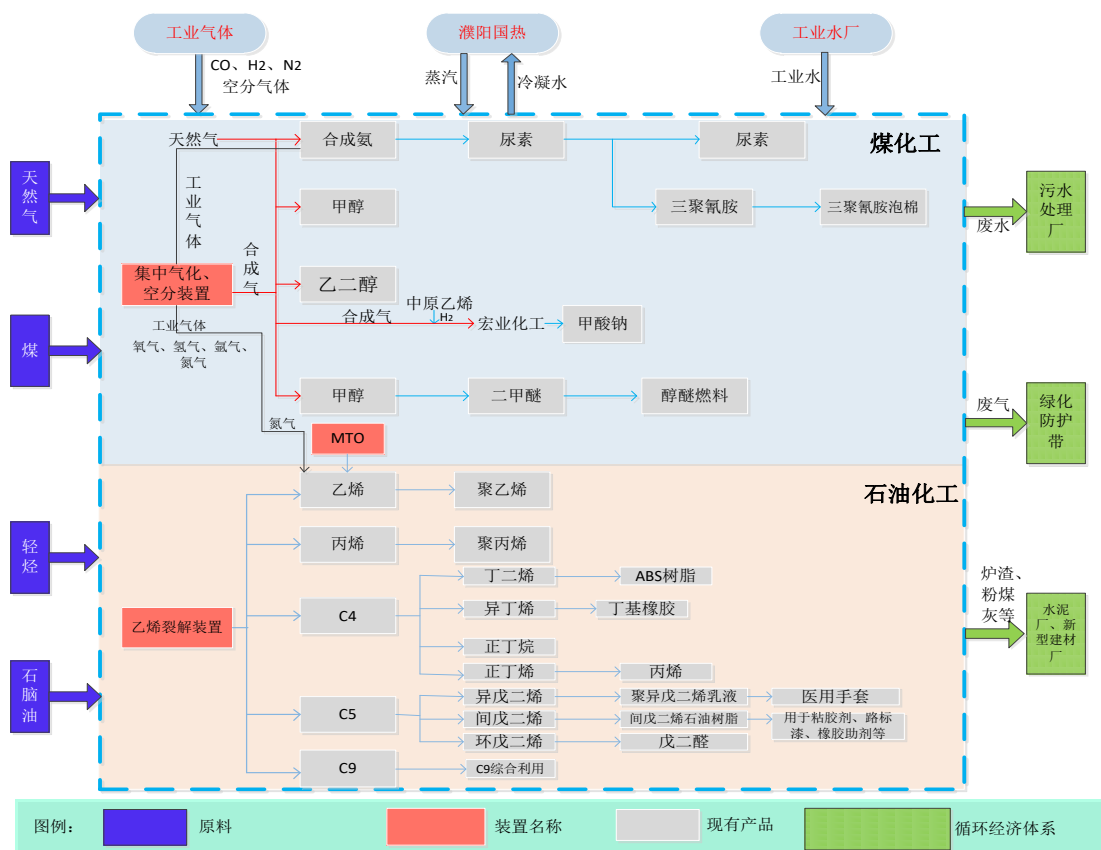 工业气体
濮阳国热
工业水厂
CO、H2、N2
空分气体
蒸汽
冷凝水
工业水
煤化工
天然气
合成氨
尿素
尿素
天然气
工业气体
甲醇
三聚氰胺
三聚氰胺泡棉
污水处理厂
废水
合成气
集中气化、
空分装置
乙二醇
中原乙烯
H2
合成气
宏业化工
甲酸钠
工业气体
氧气、氢气、氩气、
氮气
煤
甲醇
二甲醚
醇醚燃料
废气
绿化
防护
带
氮气
MTO
石油化工
乙烯
聚乙烯
轻烃
丙烯
聚丙烯
丁二烯
ABS树脂
炉渣、
粉煤
灰等
乙烯裂解装置
C4
异丁烯
丁基橡胶
水泥
厂、新
型建材
厂
正丁烷
正丁烯
丙烯
石脑油
C5
异戊二烯
聚异戊二烯乳液
医用手套
间戊二烯
间戊二烯石油树脂
用于粘胶剂、路标
漆、橡胶助剂等
环戊二烯
戊二醛
C9
C9综合利用
图例：
原料
装置名称
现有产品
循环经济体系